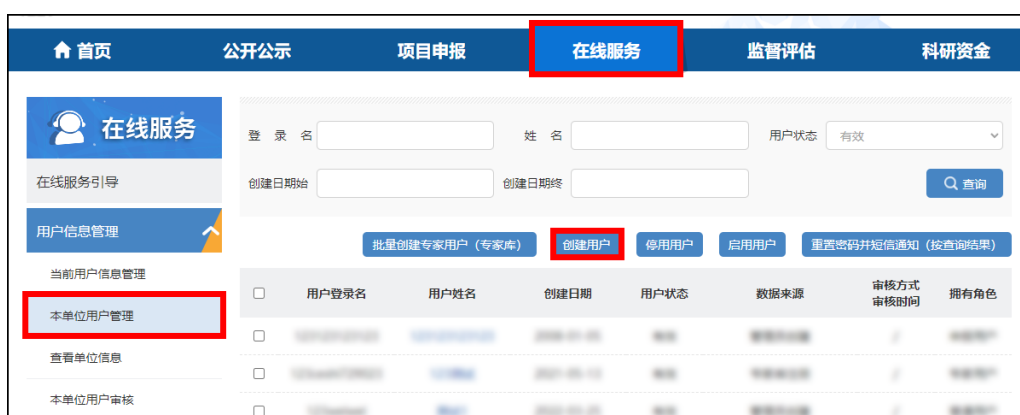 首页 公开公示 项目申报 在线服务 监督评估 科研资金
在线服务
登 录 名 姓 名 用户状态 有效
在线服务引导
创建日期始 创建日期终 查询
用户信息管理
批量创建专家用户（专家库） 创建用户 停用用户 启用用户 重置密码并短信通知（按查询结果）
当前用户信息管理
用户登录名 用户姓名 创建日期 用户状态 数据来源 审核方式 审核时间 拥有角色
本单位用户管理
查看单位信息
本单位用户审核